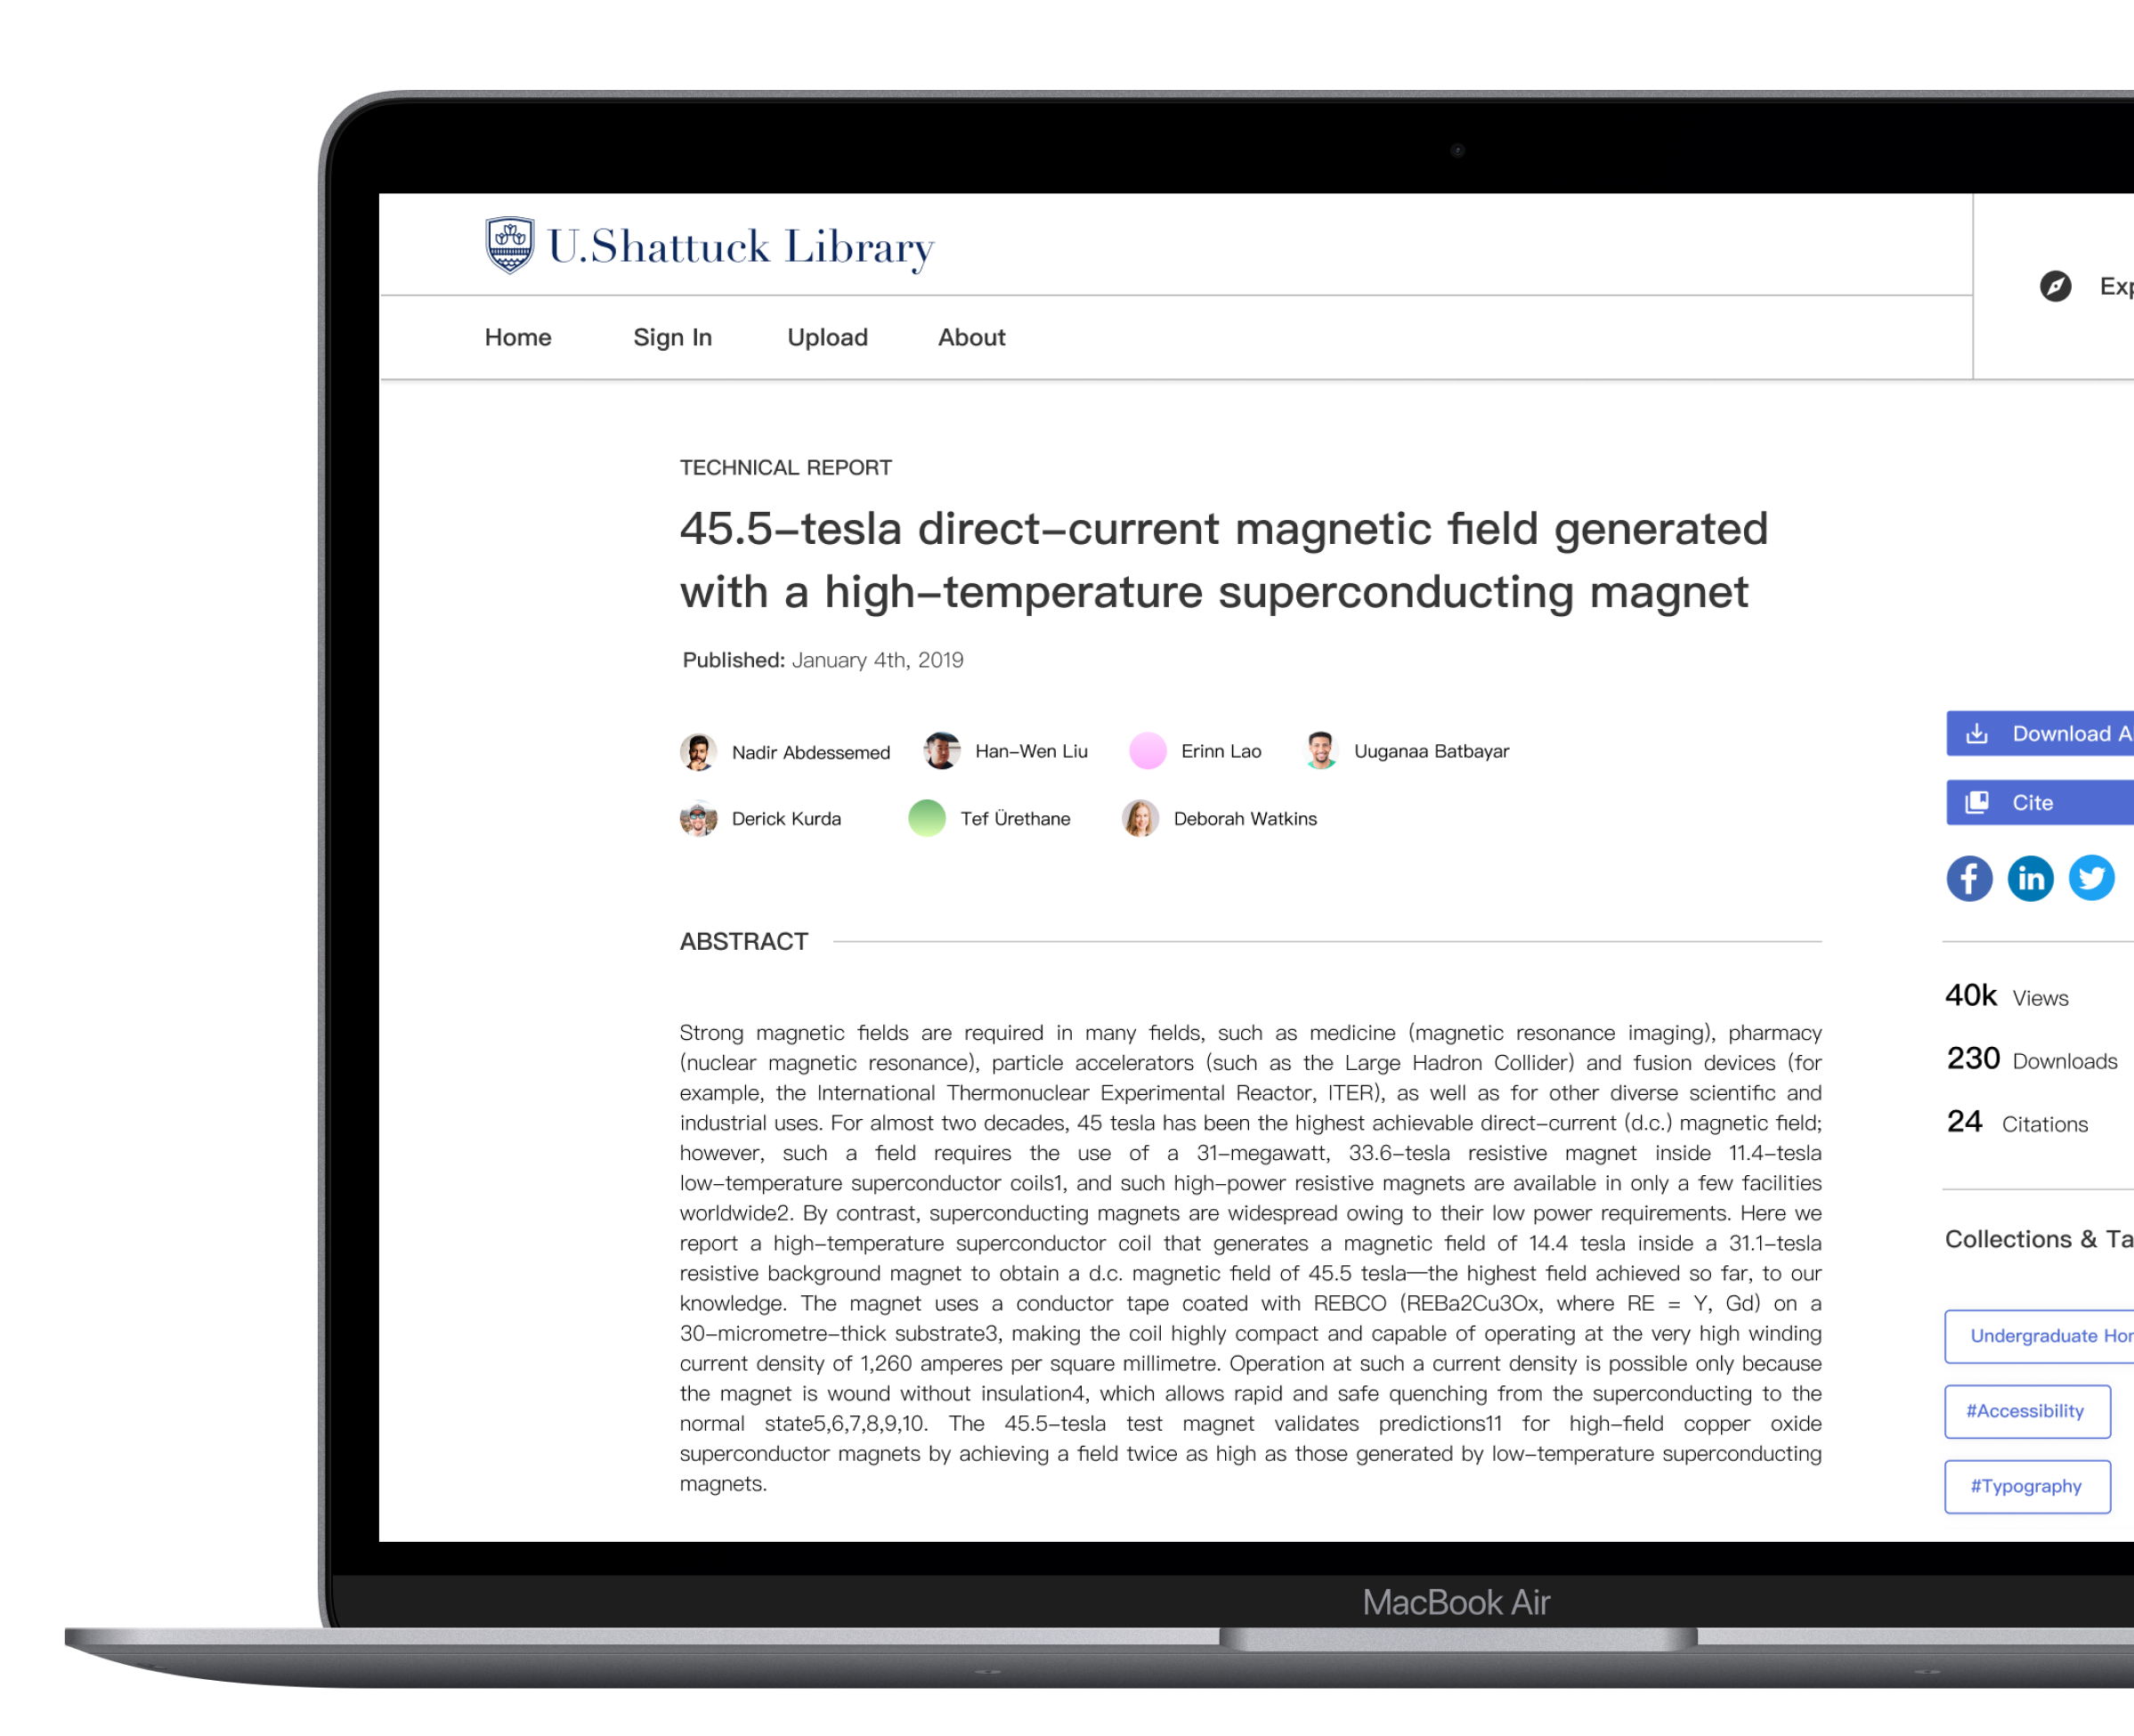 U.Shattuck Library
Exp
Home Sign In Upload About
TECHNICAL REPORT
45.5–tesla direct–current magnetic field generated
with a high–temperature superconducting magnet
Published: January 4th, 2019
Nadir Abdessemed Han–Wen Liu Erinn Lao Uuganaa Batbayar
Derick Kurda Tef Ürethane Deborah Watkins
ABSTRACT
Strong magnetic fields are required in many fields, such as medicine (magnetic resonance imaging), pharmacy
(nuclear magnetic resonance), particle accelerators (such as the Large Hadron Collider) and fusion devices (for
example, the International Thermonuclear Experimental Reactor, ITER), as well as for other diverse scientific and
industrial uses. For almost two decades, 45 tesla has been the highest achievable direct–current (d.c.) magnetic field;
however, such a field requires the use of a 31–megawatt, 33.6–tesla resistive magnet inside 11.4–tesla
low–temperature superconductor coils1, and such high–power resistive magnets are available in only a few facilities
worldwide2. By contrast, superconducting magnets are widespread owing to their low power requirements. Here we
report a high–temperature superconductor coil that generates a magnetic field of 14.4 tesla inside a 31.1–tesla
resistive background magnet to obtain a d.c. magnetic field of 45.5 tesla—the highest field achieved so far, to our
knowledge. The magnet uses a conductor tape coated with REBCO (REBa2Cu3Ox, where RE = Y, Gd) on a
30–micrometre–thick substrate3, making the coil highly compact and capable of operating at the very high winding
current density of 1,260 amperes per square millimetre. Operation at such a current density is possible only because
the magnet is wound without insulation4, which allows rapid and safe quenching from the superconducting to the
normal state5,6,7,8,9,10. The 45.5–tesla test magnet validates predictions11 for high–field copper oxide
superconductor magnets by achieving a field twice as high as those generated by low–temperature superconducting
magnets.
Download A
Cite
f in
40k Views
230 Downloads
24 Citations
Collections & Ta
Undergraduate Hon
#Accessibility
#Typography
MacBook Air